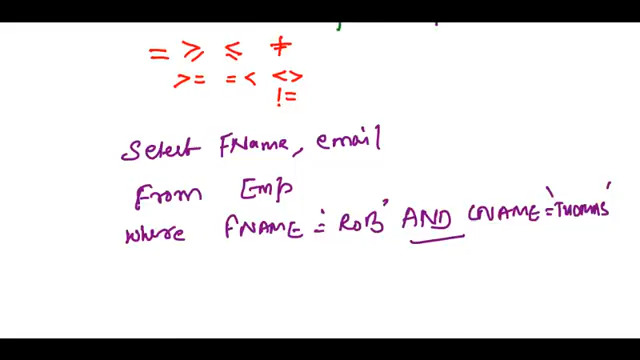 = ≥ ≤ ≠
>= =< <>
!=
Select FName, email
From Emp
where FNAME = 'ROB' AND LNAME = 'THOMAS'